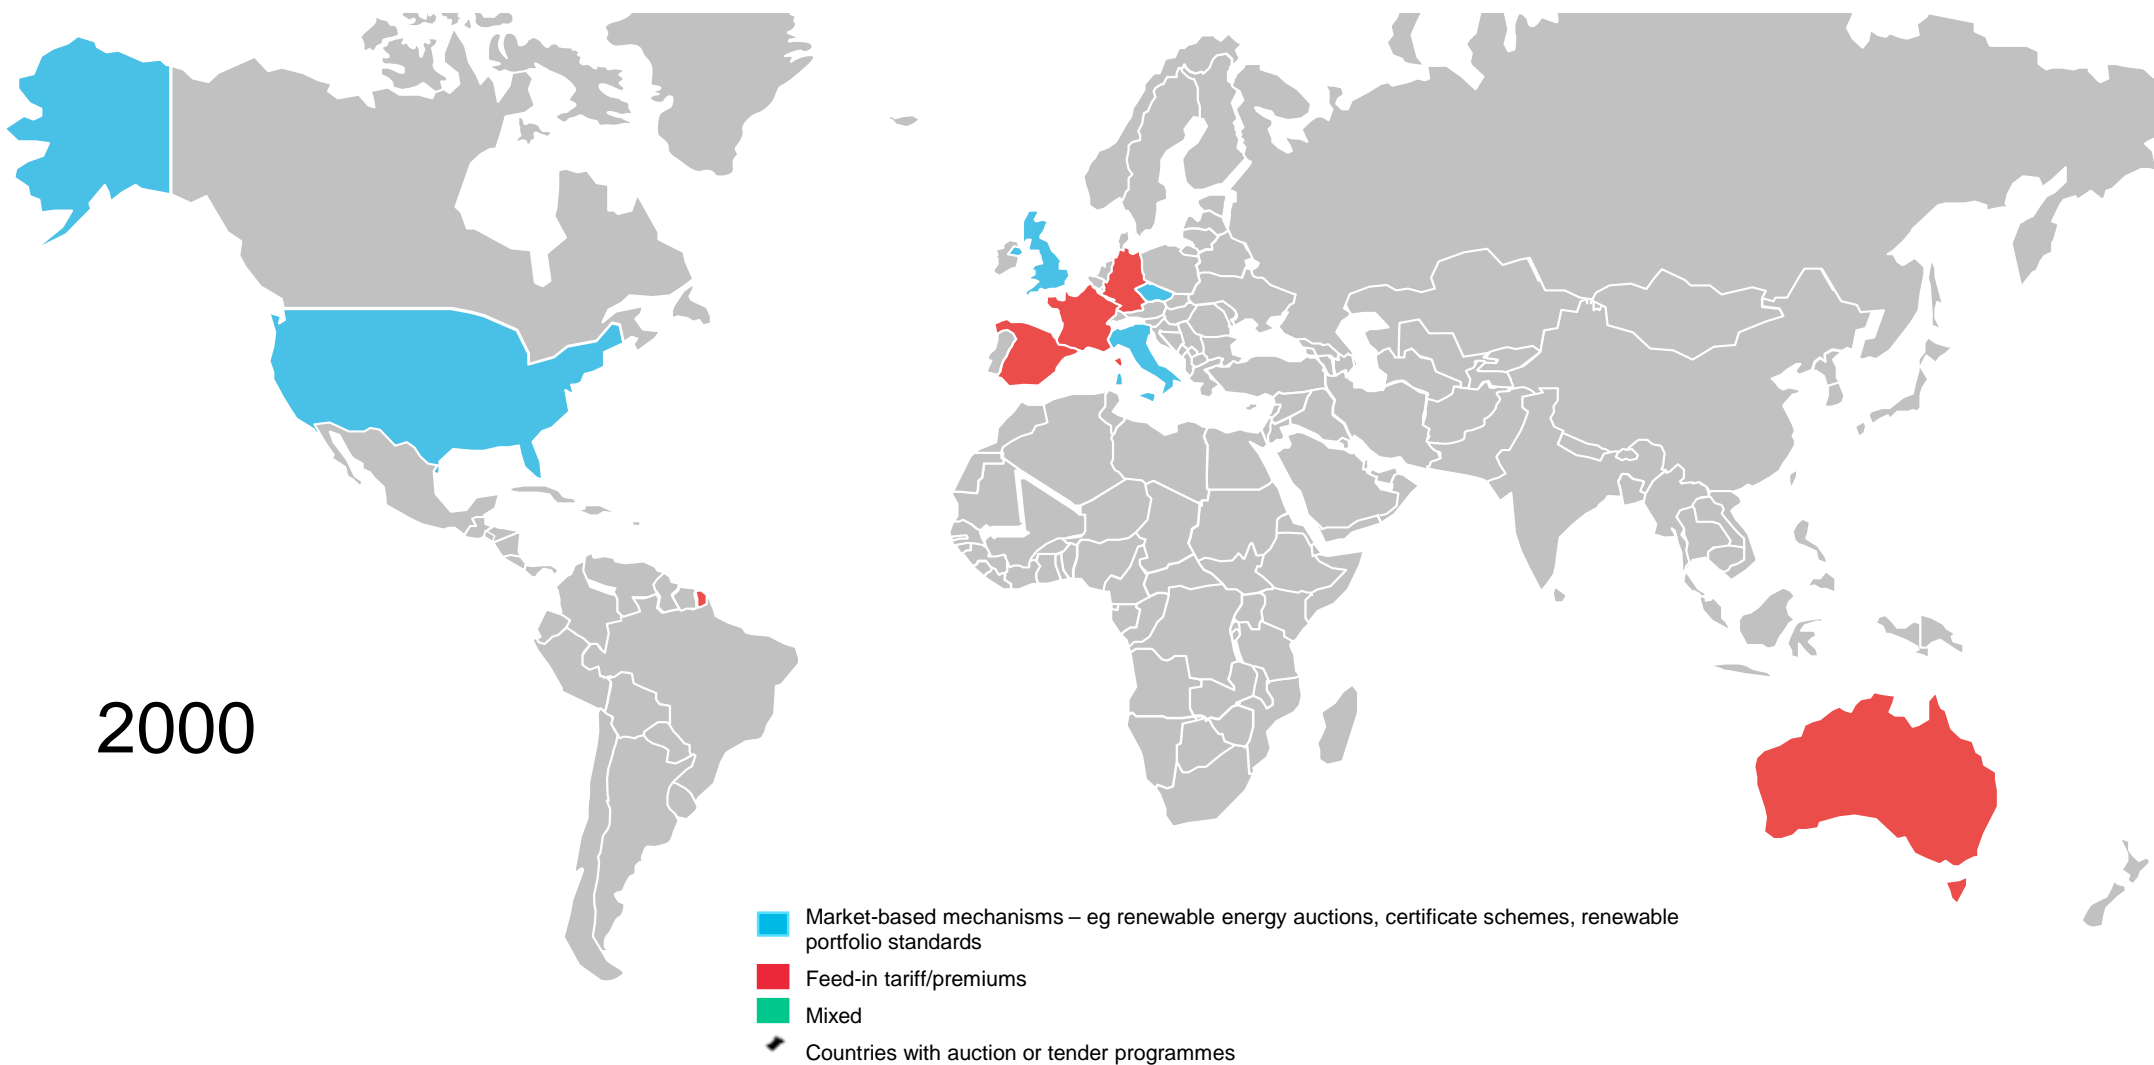 2000
Market-based mechanisms – eg renewable energy auctions, certificate schemes, renewable
portfolio standards
Feed-in tariff/premiums
Mixed
Countries with auction or tender programmes